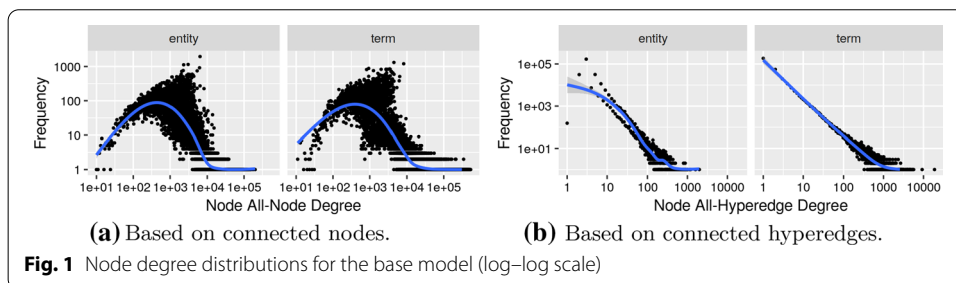 entity term entity term
1000
100
10
1
Frequency
1e+01 1e+02 1e+03 1e+04 1e+05 1e+01 1e+02 1e+03 1e+04 1e+05
Node All-Node Degree
1e+05
1e+03
1e+01
Frequency
1 10 100 1000 10000 1 10 100 1000 10000
Node All-Hyperedge Degree
(a) Based on connected nodes.
(b) Based on connected hyperedges.
Fig. 1 Node degree distributions for the base model (log–log scale)